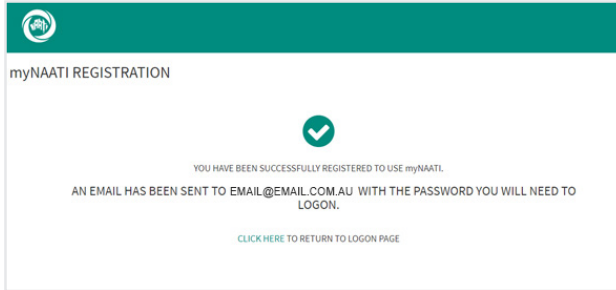 myNAATI REGISTRATION
YOU HAVE BEEN SUCCESSFULLY REGISTERED TO USE myNAATI.
AN EMAIL HAS BEEN SENT TO EMAIL@EMAIL.COM.AU WITH THE PASSWORD YOU WILL NEED TO
LOGON.
CLICK HERE TO RETURN TO LOGON PAGE